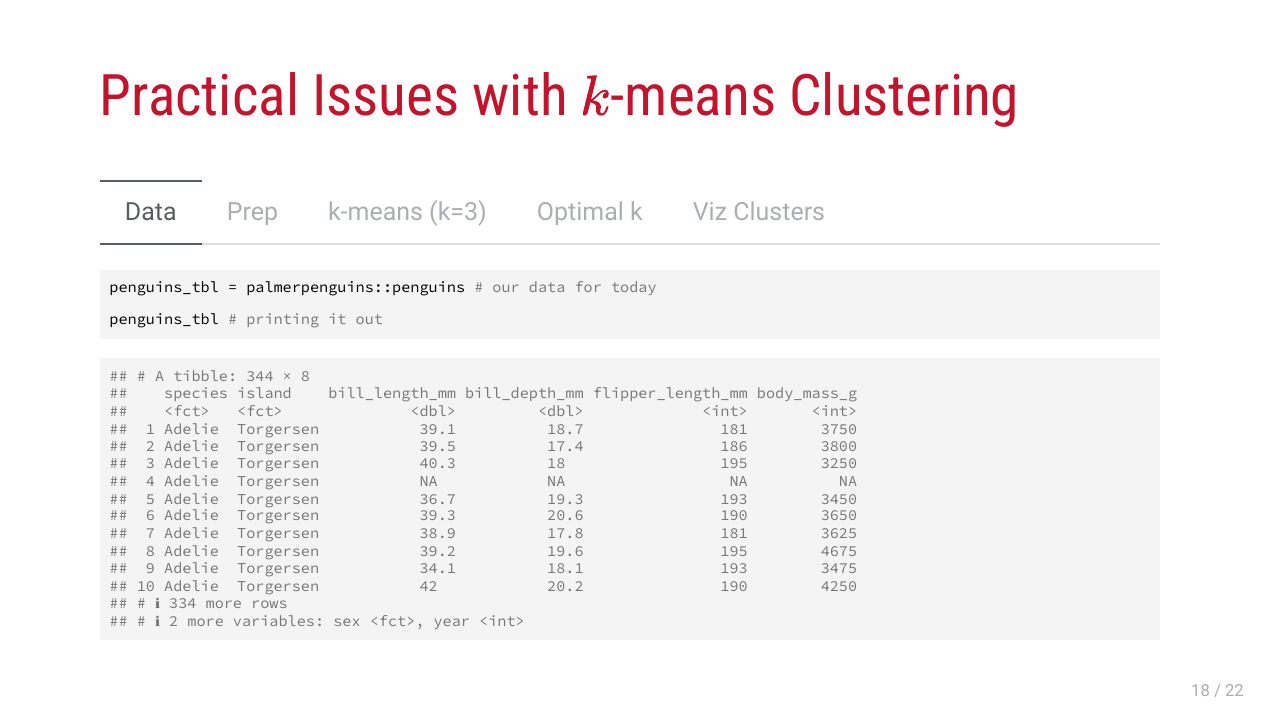 Practical Issues with k-means Clustering
Data Prep k-means (k=3) Optimal k Viz Clusters
penguins_tbl = palmerpenguins::penguins # our data for today
penguins_tbl # printing it out
## # A tibble: 344 × 8
##    species island    bill_length_mm bill_depth_mm flipper_length_mm body_mass_g
##    <fct>   <fct>              <dbl>         <dbl>             <int>       <int>
##  1 Adelie  Torgersen           39.1          18.7               181        3750
##  2 Adelie  Torgersen           39.5          17.4               186        3800
##  3 Adelie  Torgersen           40.3          18                 195        3250
##  4 Adelie  Torgersen           NA            NA                  NA          NA
##  5 Adelie  Torgersen           36.7          19.3               193        3450
##  6 Adelie  Torgersen           39.3          20.6               190        3650
##  7 Adelie  Torgersen           38.9          17.8               181        3625
##  8 Adelie  Torgersen           39.2          19.6               195        4675
##  9 Adelie  Torgersen           34.1          18.1               193        3475
## 10 Adelie  Torgersen           42            20.2               190        4250
## # ℹ 334 more rows
## # ℹ 2 more variables: sex <fct>, year <int>
18 / 22